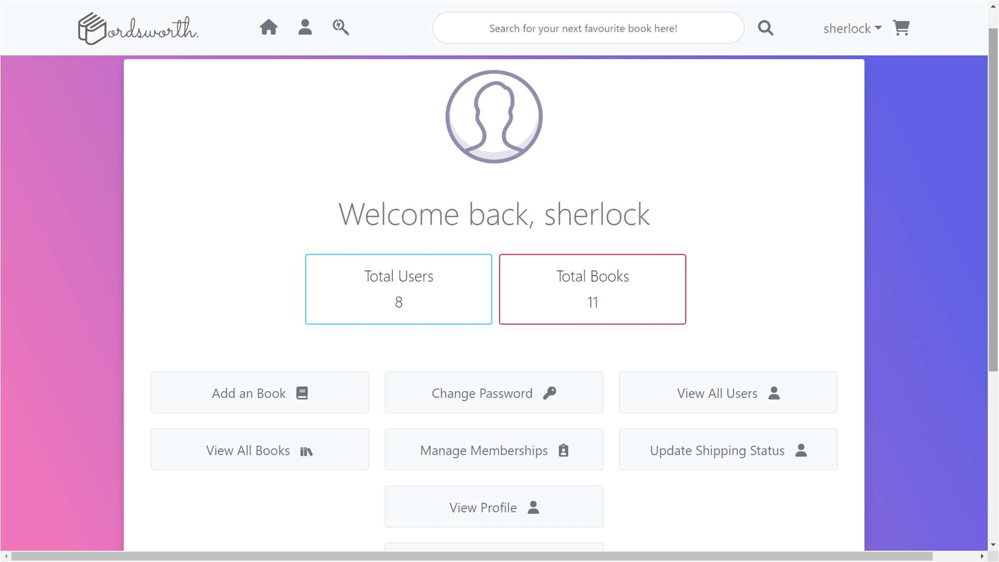 ordsworth.
Search for your next favourite book here!
sherlock
Welcome back, sherlock
Total Users
8
Total Books
11
Add an Book
Change Password
View All Users
View All Books
Manage Memberships
Update Shipping Status
View Profile